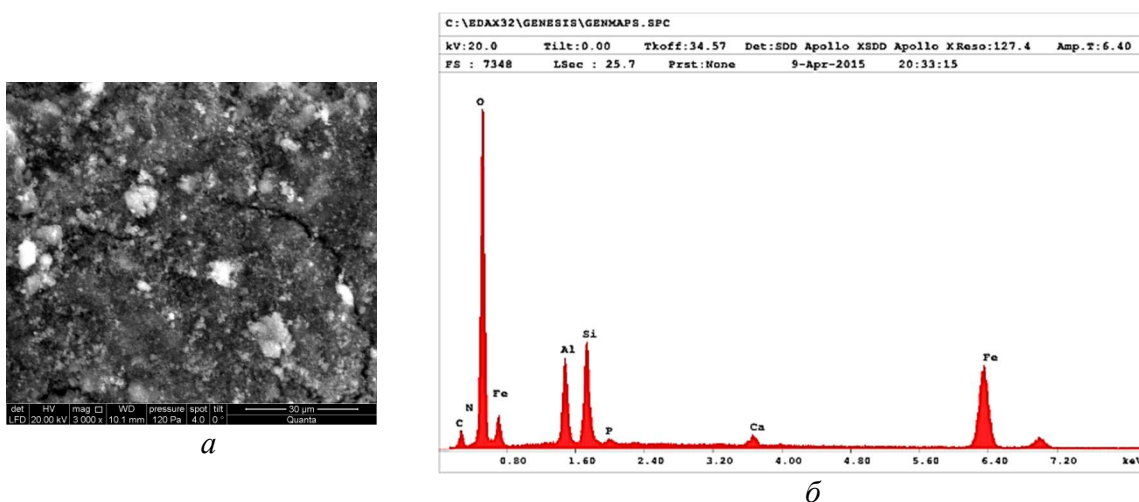 C:\EDAX32\GENESIS\GENMAPS.SPC
kV:20.0 Tilt:0.00 Tkoff:34.57 Det:SDD Apollo XSDD Apollo X Reso:127.4 Amp.T:6.40
FS : 7348 LSec : 25.7 Prst:None 9-Apr-2015 20:33:15
O
Si
Al
Fe
Fe
N
C
P
Ca
0.80 1.60 2.40 3.20 4.00 4.80 5.60 6.40 7.20 keV
det HV mag □ WD pressure spot tilt 30 µm
LFD 20.00 kV 3 000 x 10.1 mm 120 Pa 4.0 0° Quanta
а
б